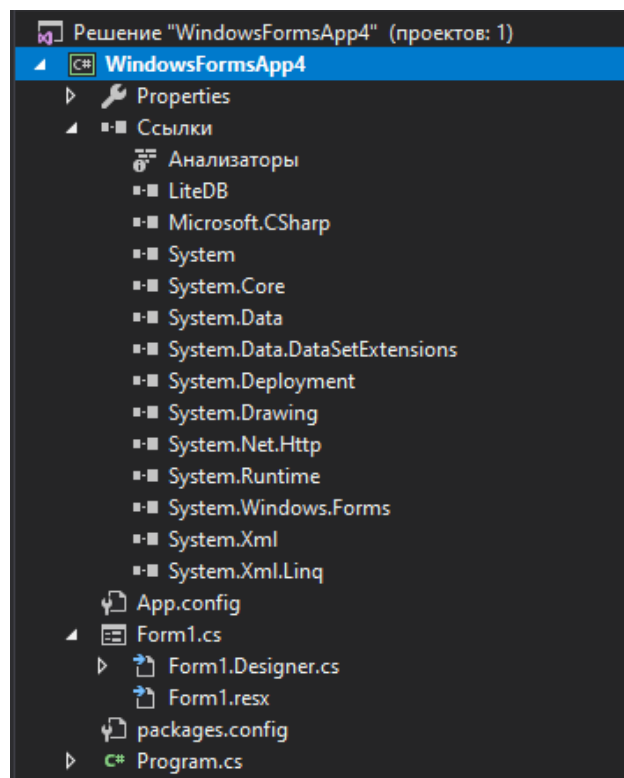 Решение "WindowsFormsApp4" (проектов: 1)
C# WindowsFormsApp4
Properties
Ссылки
Анализаторы
LiteDB
Microsoft.CSharp
System
System.Core
System.Data
System.Data.DataSetExtensions
System.Deployment
System.Drawing
System.Net.Http
System.Runtime
System.Windows.Forms
System.Xml
System.Xml.Linq
App.config
Form1.cs
Form1.Designer.cs
Form1.resx
packages.config
C# Program.cs